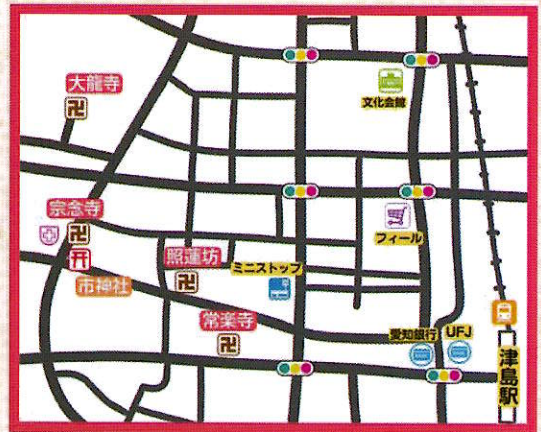 大龍寺
文化会館
宗念寺
フィール
照蓮坊
ミニストップ
市神社
常楽寺
愛知銀行
UFJ
津島駅